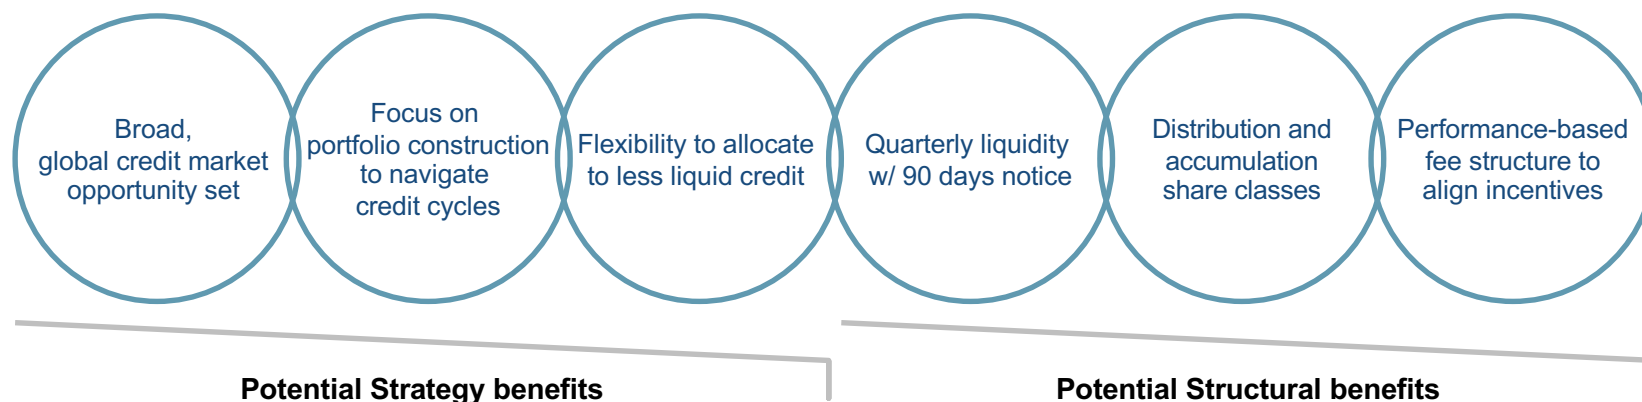 Broad,
global credit market
opportunity set
Focus on
portfolio construction
to navigate
credit cycles
Flexibility to allocate
to less liquid credit
Quarterly liquidity
w/ 90 days notice
Distribution and
accumulation
share classes
Performance-based
fee structure to
align incentives
Potential Strategy benefits
Potential Structural benefits